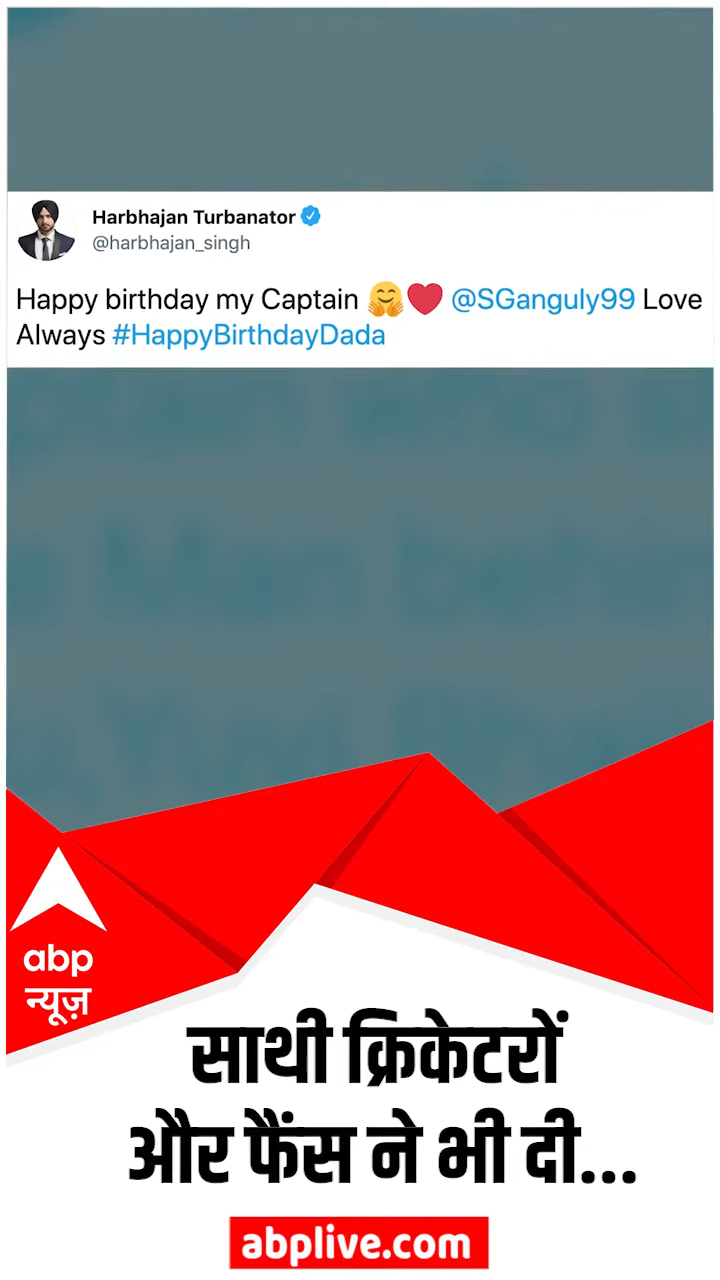 Harbhajan Turbanator
@harbhajan_singh
Happy birthday my Captain 🤗❤️ @SGanguly99 Love
Always #HappyBirthdayDada
abp
न्यूज़
साथी क्रिकेटरों
और फैंस ने भी दी...
abplive.com